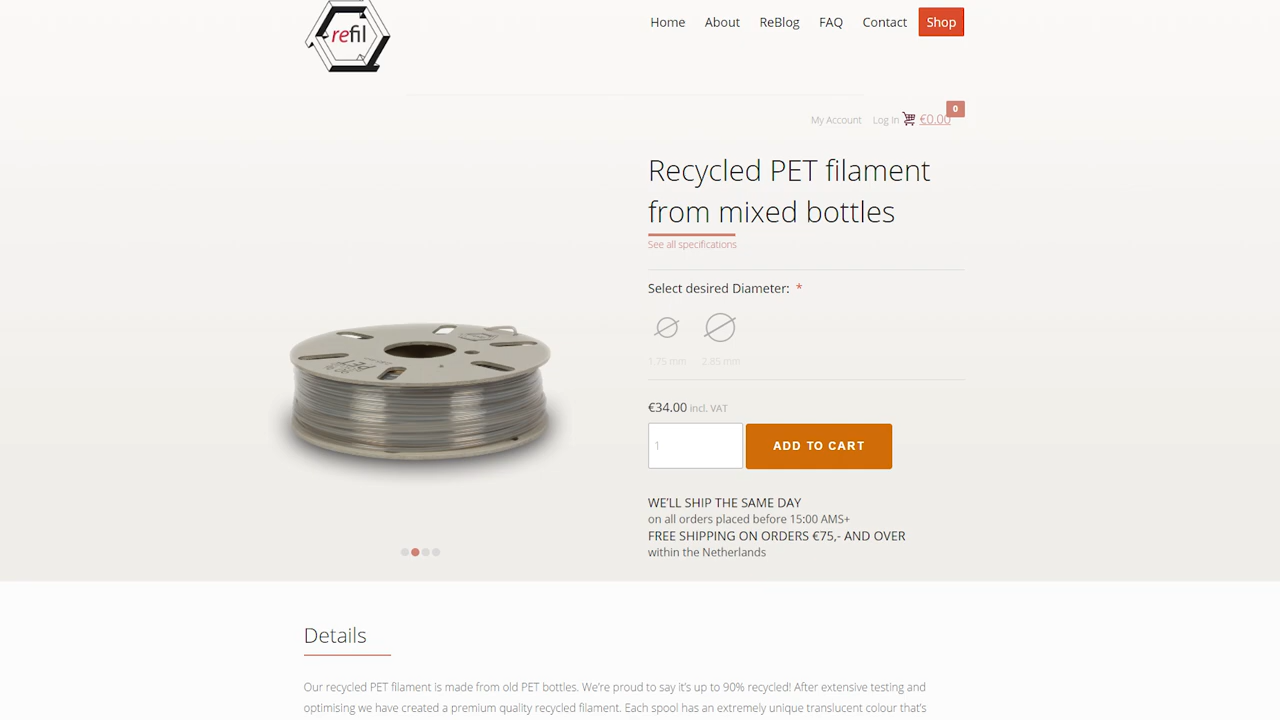 refil
Home About ReBlog FAQ Contact Shop
0
My Account Log In €0.00
Recycled PET filament
from mixed bottles
See all specifications
Select desired Diameter: *
1.75 mm 2.85 mm
PET
€34.00 incl. VAT
1 ADD TO CART
WE'LL SHIP THE SAME DAY
on all orders placed before 15:00 AMS+
FREE SHIPPING ON ORDERS €75,- AND OVER
within the Netherlands
Details
Our recycled PET filament is made from old PET bottles. We're proud to say it's up to 90% recycled! After extensive testing and
optimising we have created a premium quality recycled filament. Each spool has an extremely unique translucent colour that's